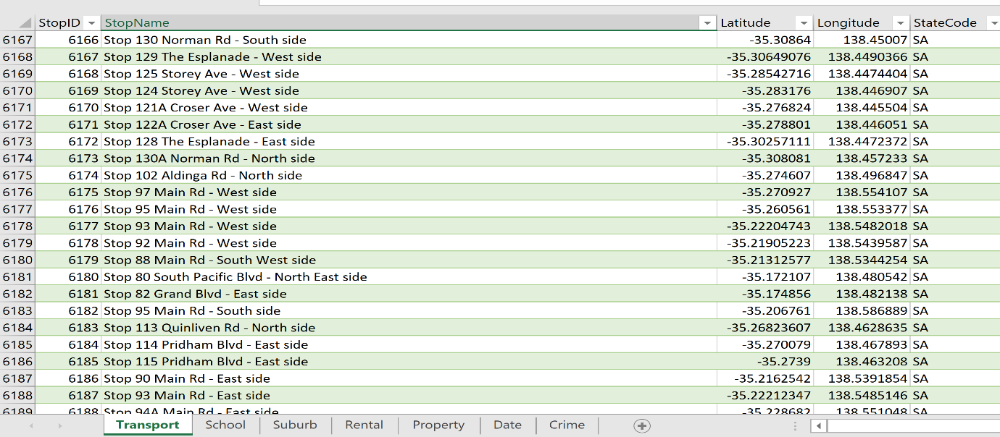 StopID StopName Latitude Longitude StateCode
6167 6166 Stop 130 Norman Rd - South side -35.30864 138.45007 SA
6168 6167 Stop 129 The Esplanade - West side -35.30649076 138.4490366 SA
6169 6168 Stop 125 Storey Ave - West side -35.28542716 138.4474404 SA
6170 6169 Stop 124 Storey Ave - West side -35.283176 138.446907 SA
6171 6170 Stop 121A Croser Ave - West side -35.276824 138.445504 SA
6172 6171 Stop 122A Croser Ave - East side -35.278801 138.446051 SA
6173 6172 Stop 128 The Esplanade - East side -35.30257111 138.4472372 SA
6174 6173 Stop 130A Norman Rd - North side -35.308081 138.457233 SA
6175 6174 Stop 102 Aldinga Rd - North side -35.274607 138.496847 SA
6176 6175 Stop 97 Main Rd - West side -35.270927 138.554107 SA
6177 6176 Stop 95 Main Rd - West side -35.260561 138.553377 SA
6178 6177 Stop 93 Main Rd - West side -35.22204743 138.5482018 SA
6179 6178 Stop 92 Main Rd - West side -35.21905223 138.5439587 SA
6180 6179 Stop 88 Main Rd - South West side -35.21312577 138.5344254 SA
6181 6180 Stop 80 South Pacific Blvd - North East side -35.172107 138.480542 SA
6182 6181 Stop 82 Grand Blvd - East side -35.174856 138.482138 SA
6183 6182 Stop 95 Main Rd - South side -35.206761 138.586889 SA
6184 6183 Stop 113 Quinliven Rd - North side -35.26823607 138.4628635 SA
6185 6184 Stop 114 Pridham Blvd - East side -35.270079 138.467893 SA
6186 6185 Stop 115 Pridham Blvd - East side -35.2739 138.463208 SA
6187 6186 Stop 90 Main Rd - East side -35.2162542 138.5391854 SA
6188 6187 Stop 93 Main Rd - East side -35.22212347 138.5485146 SA
6189 6188 Stop 94A Main Rd - East side -35.228682 138.551048 SA
Transport School Suburb Rental Property Date Crime